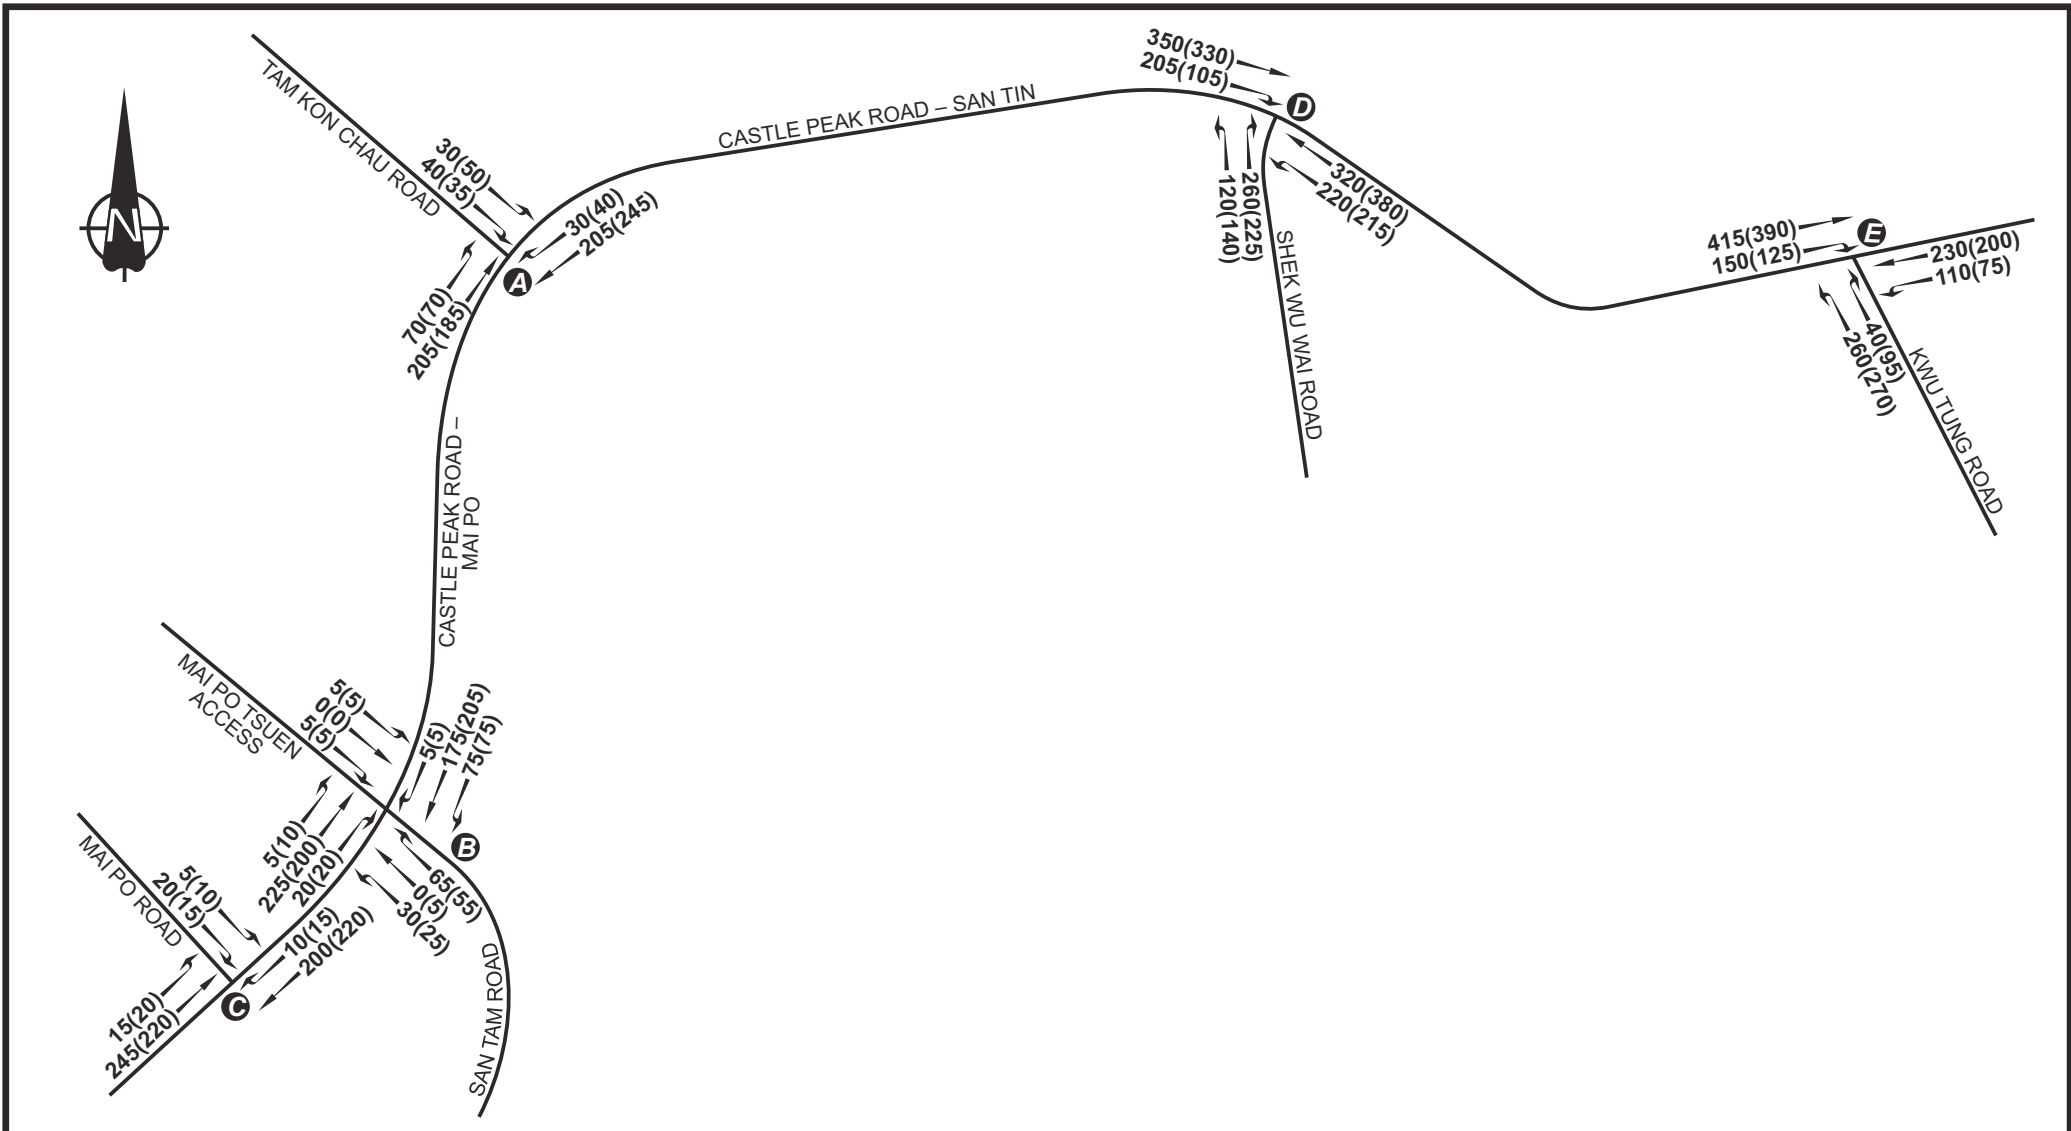 350(330)
205(105)
D
CASTLE PEAK ROAD – SAN TIN
TAM KON CHAU ROAD
30(50)
40(35)
N
30(40)
205(245)
70(70)
205(185)
A
120(140)
260(225)
320(380)
220(215)
SHEK WU WAI ROAD
415(390)
150(125)
E
230(200)
110(75)
40(95)
260(270)
KWU TUNG ROAD
CASTLE PEAK ROAD –
MAI PO
MAI PO TSUEN
ACCESS
5(5)
0(0)
5(5)
5(5)
175(205)
75(75)
5(10)
225(200)
20(20)
B
65(55)
0(5)
30(25)
MAI PO ROAD
5(10)
20(15)
10(15)
200(220)
15(20)
245(220)
C
SAN TAM ROAD